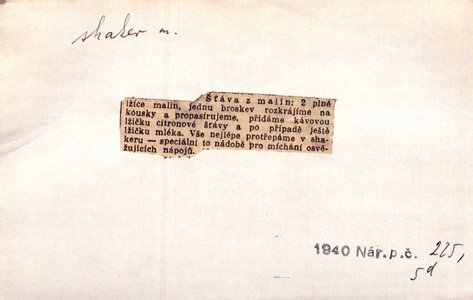 shaker m.
Šťáva z malin: 2 plné
lžíce malin, jednu broskev rozkrájíme na
kousky a propasírujeme, přidáme kávovou
lžičku citronové šťávy a po případě ještě
lžičku mléka. Vše nejlépe protřepáme v sha-
keru — speciální to nádobě pro míchání osvě-
žujících nápojů.
1940 Nár.p.č. 225,
5d